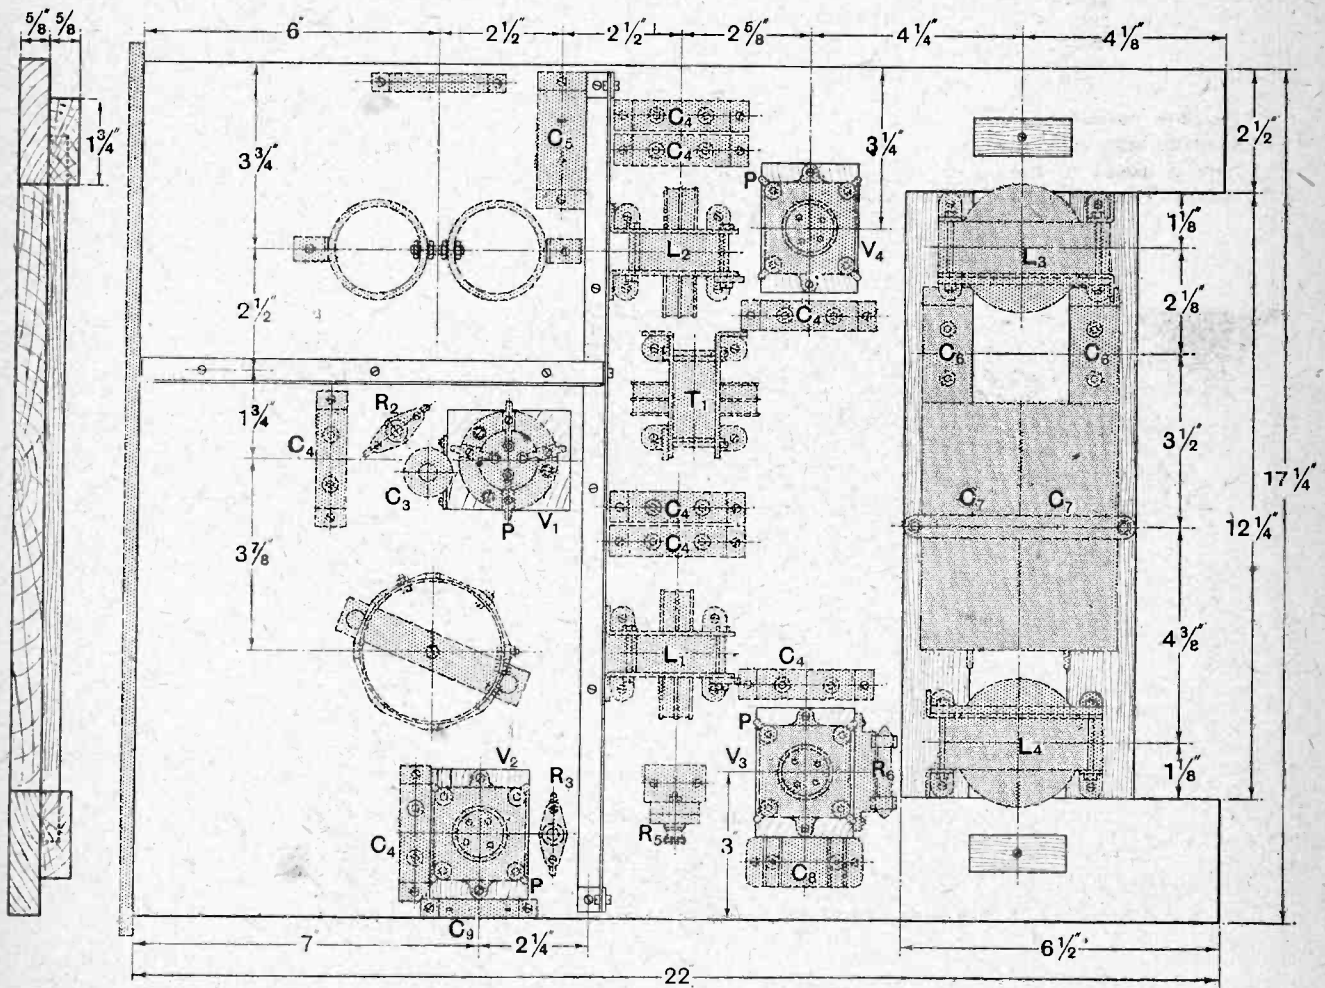 5/8" 5/8"
6" 2 1/2" 2 1/2" 2 5/8" 4 1/4" 4 1/8"
1 3/4"
3 3/4"
C5
C4
C4
3 1/4"
2 1/2"
P
V4
L2
1 1/8"
L3
2 1/2"
C4
2 1/8"
C6 C6
T1
1 3/4"
R2
C4
C3
V1
P
3 1/2"
C7 C7
17 1/4"
12 1/4"
C4
C4
3 7/8"
L1
C4
4 3/8"
P
V3
L4
R6
1 1/8"
V2
R3
C4
P
R5
3"
C8
C9
7" 2 1/4" 6 1/2"
22